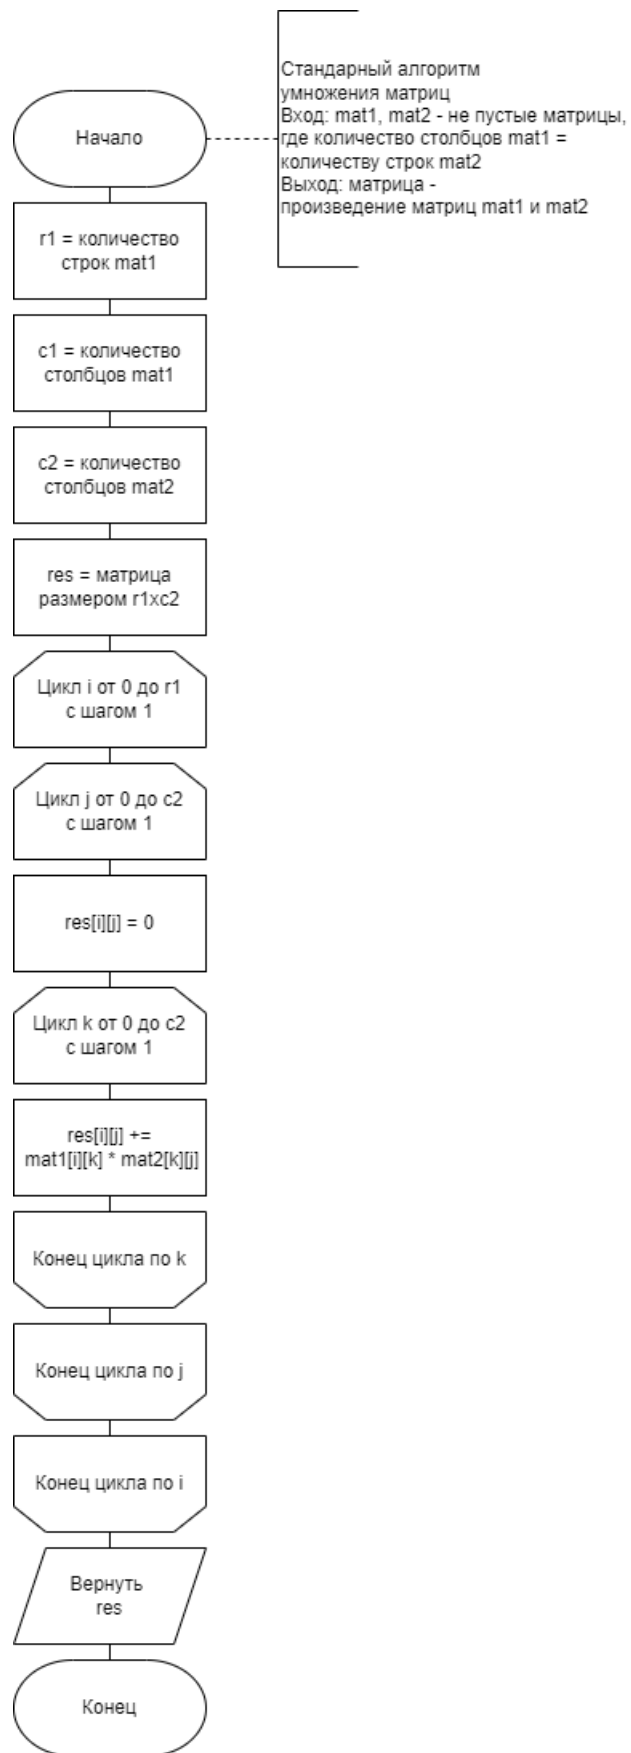 Стандарный алгоритм
умножения матриц
Вход: mat1, mat2 - не пустые матрицы,
где количество столбцов mat1 =
количеству строк mat2
Выход: матрица -
произведение матриц mat1 и mat2
Начало
r1 = количество
строк mat1
c1 = количество
столбцов mat1
c2 = количество
столбцов mat2
res = матрица
размером r1xc2
Цикл i от 0 до r1
с шагом 1
Цикл j от 0 до c2
с шагом 1
res[i][j] = 0
Цикл k от 0 до c2
с шагом 1
res[i][j] +=
mat1[i][k] * mat2[k][j]
Конец цикла по k
Конец цикла по j
Конец цикла по i
Вернуть
res
Конец